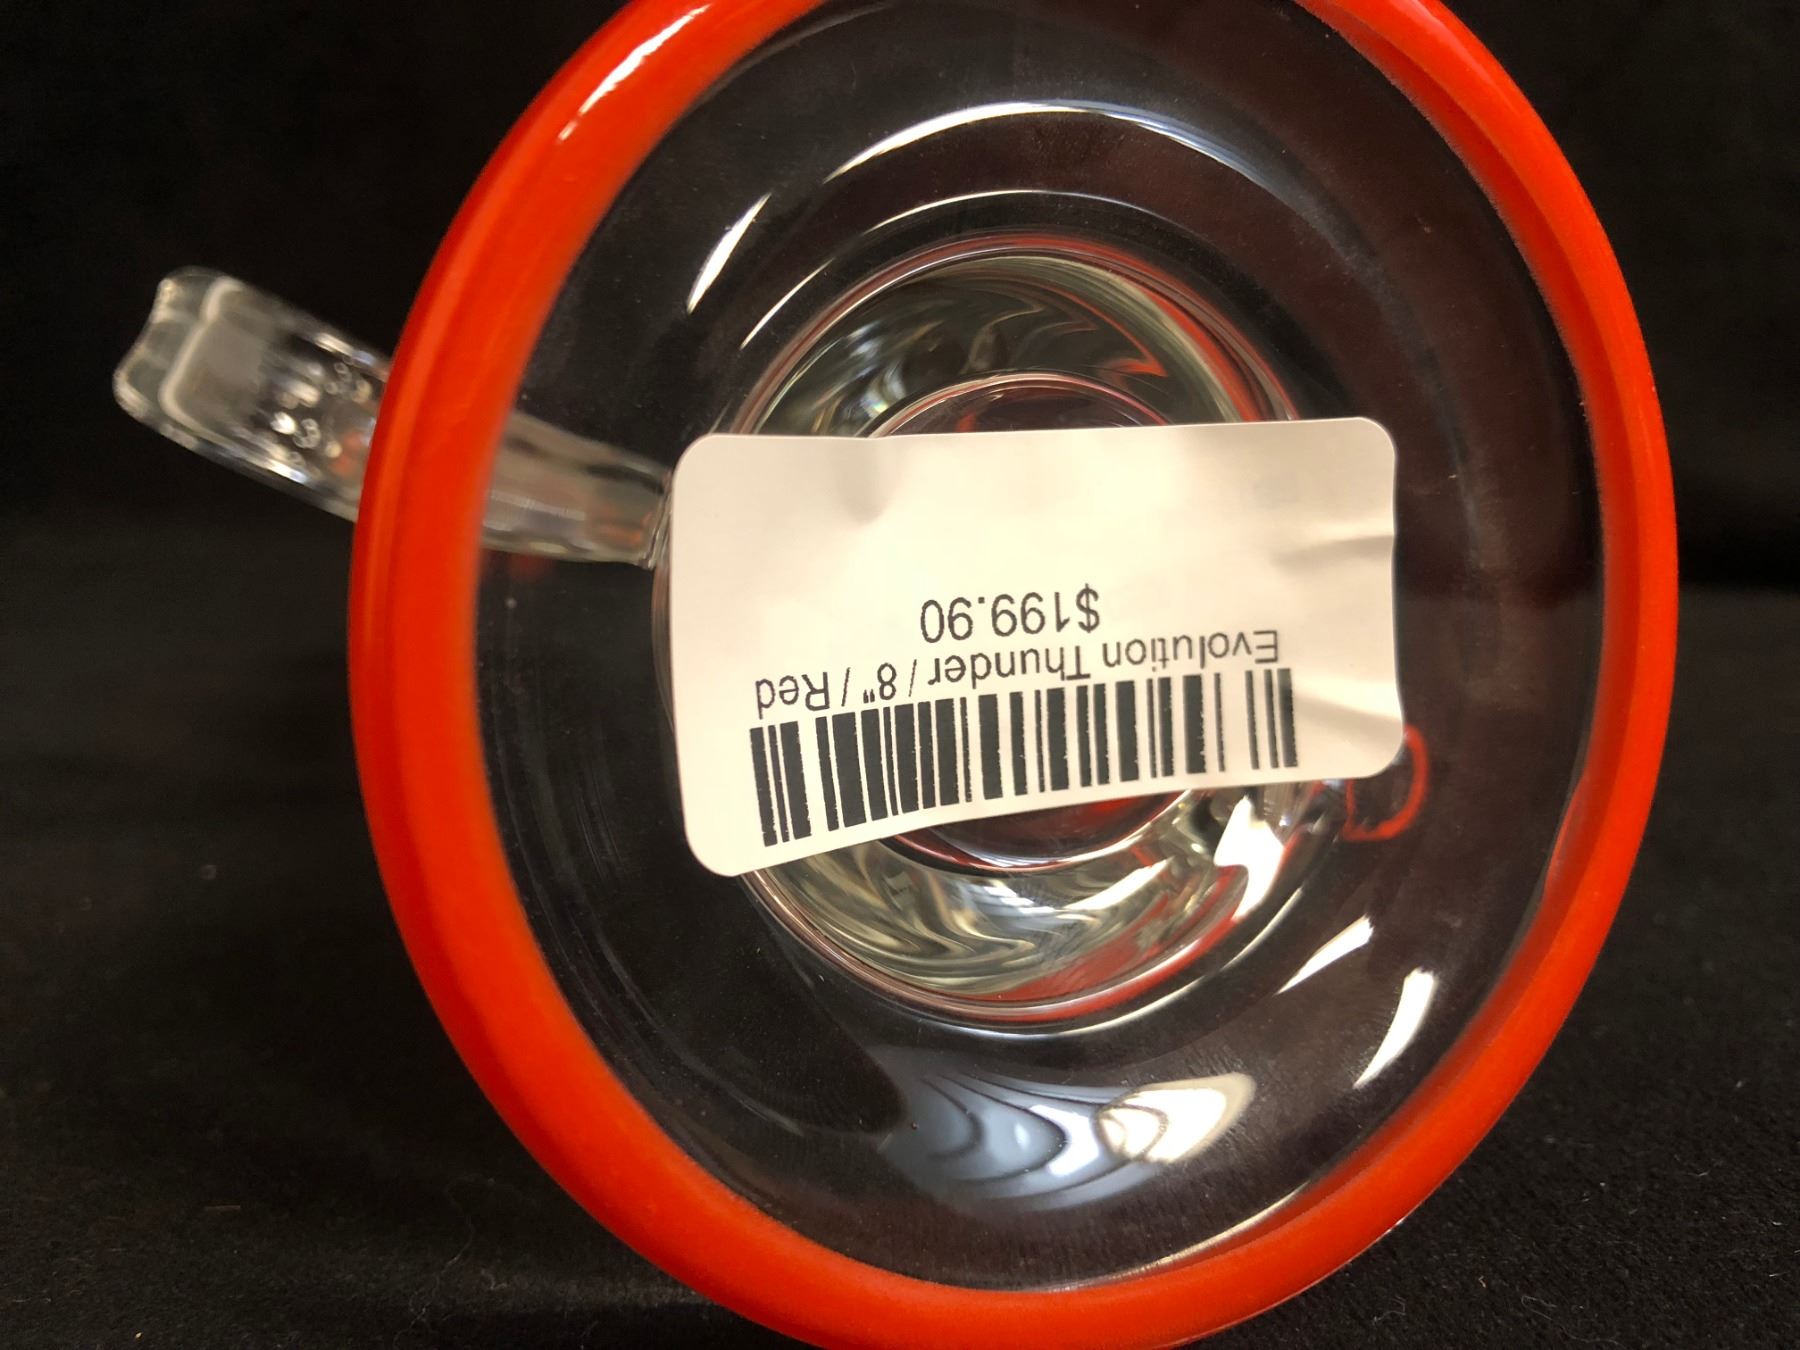 Evolution Thunder / 8" / Red
$199.90